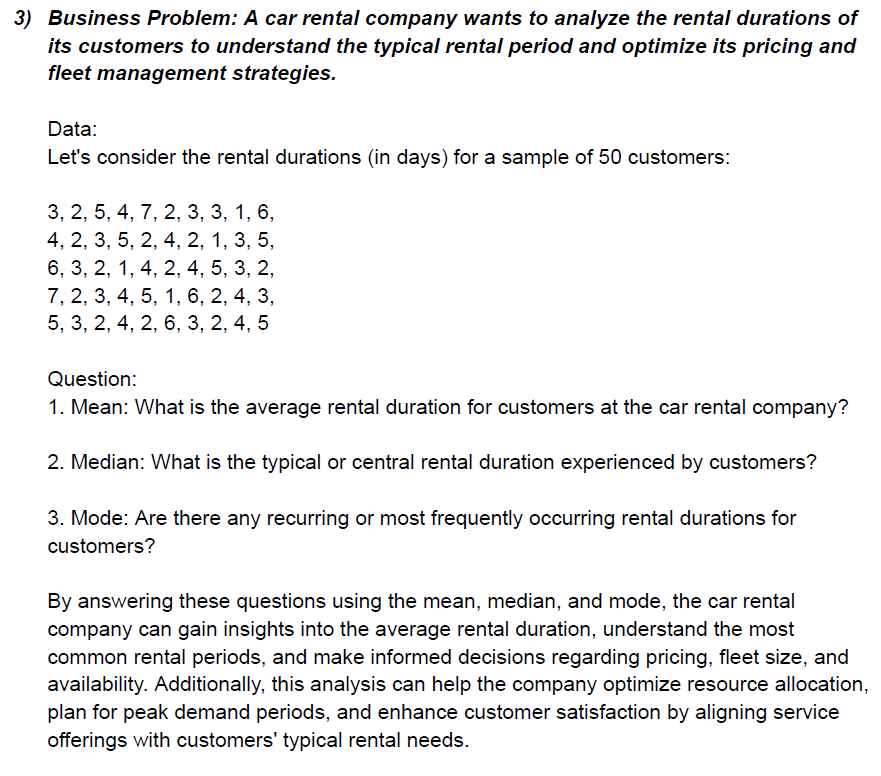 3) Business Problem: A car rental company wants to analyze the rental durations of
its customers to understand the typical rental period and optimize its pricing and
fleet management strategies.
Data:
Let's consider the rental durations (in days) for a sample of 50 customers:
3, 2, 5, 4, 7, 2, 3, 3, 1, 6,
4, 2, 3, 5, 2, 4, 2, 1, 3, 5,
6, 3, 2, 1, 4, 2, 4, 5, 3, 2,
7, 2, 3, 4, 5, 1, 6, 2, 4, 3,
5, 3, 2, 4, 2, 6, 3, 2, 4, 5
Question:
1. Mean: What is the average rental duration for customers at the car rental company?
2. Median: What is the typical or central rental duration experienced by customers?
3. Mode: Are there any recurring or most frequently occurring rental durations for
customers?
By answering these questions using the mean, median, and mode, the car rental
company can gain insights into the average rental duration, understand the most
common rental periods, and make informed decisions regarding pricing, fleet size, and
availability. Additionally, this analysis can help the company optimize resource allocation,
plan for peak demand periods, and enhance customer satisfaction by aligning service
offerings with customers' typical rental needs.